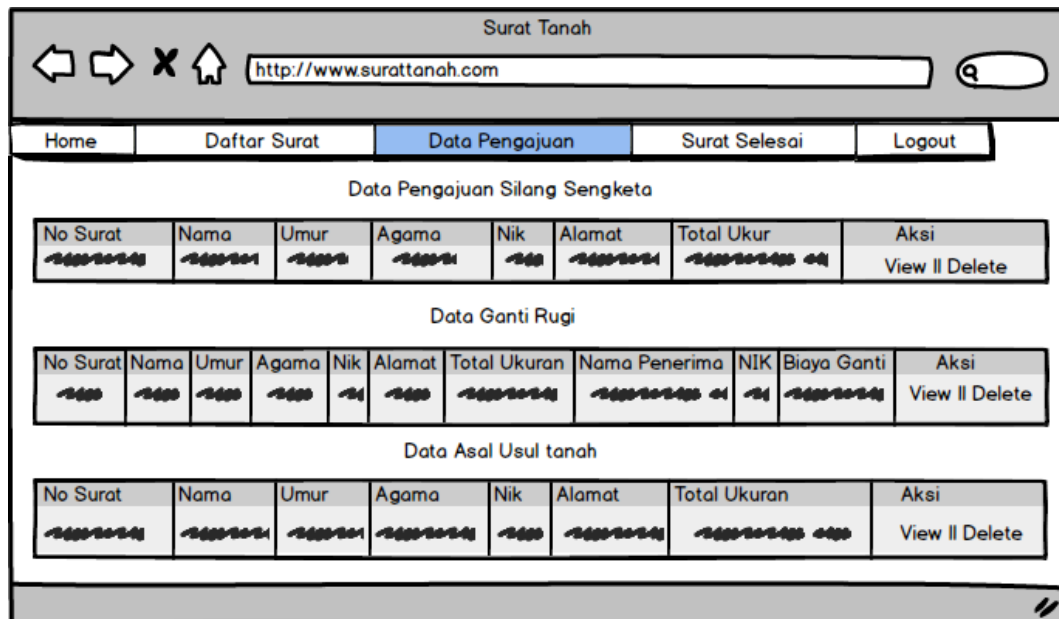 Surat Tanah
http://www.surattanah.com
Home Daftar Surat Data Pengajuan Surat Selesai Logout
Data Pengajuan Silang Sengketa
No Surat Nama Umur Agama Nik Alamat Total Ukur Aksi
View || Delete
Data Ganti Rugi
No Surat Nama Umur Agama Nik Alamat Total Ukuran Nama Penerima NIK Biaya Ganti Aksi
View || Delete
Data Asal Usul tanah
No Surat Nama Umur Agama Nik Alamat Total Ukuran Aksi
View || Delete